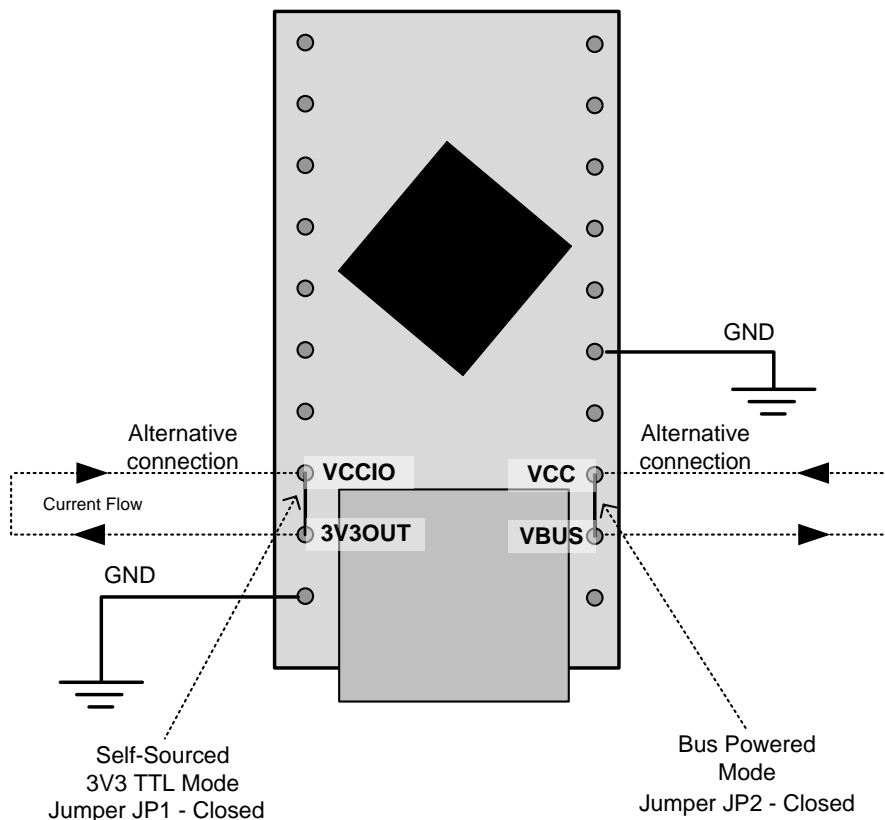 GND
Alternative
connection
Alternative
connection
VCCIO
VCC
Current Flow
3V3OUT
VBUS
GND
Self-Sourced
3V3 TTL Mode
Jumper JP1 - Closed
Bus Powered
Mode
Jumper JP2 - Closed